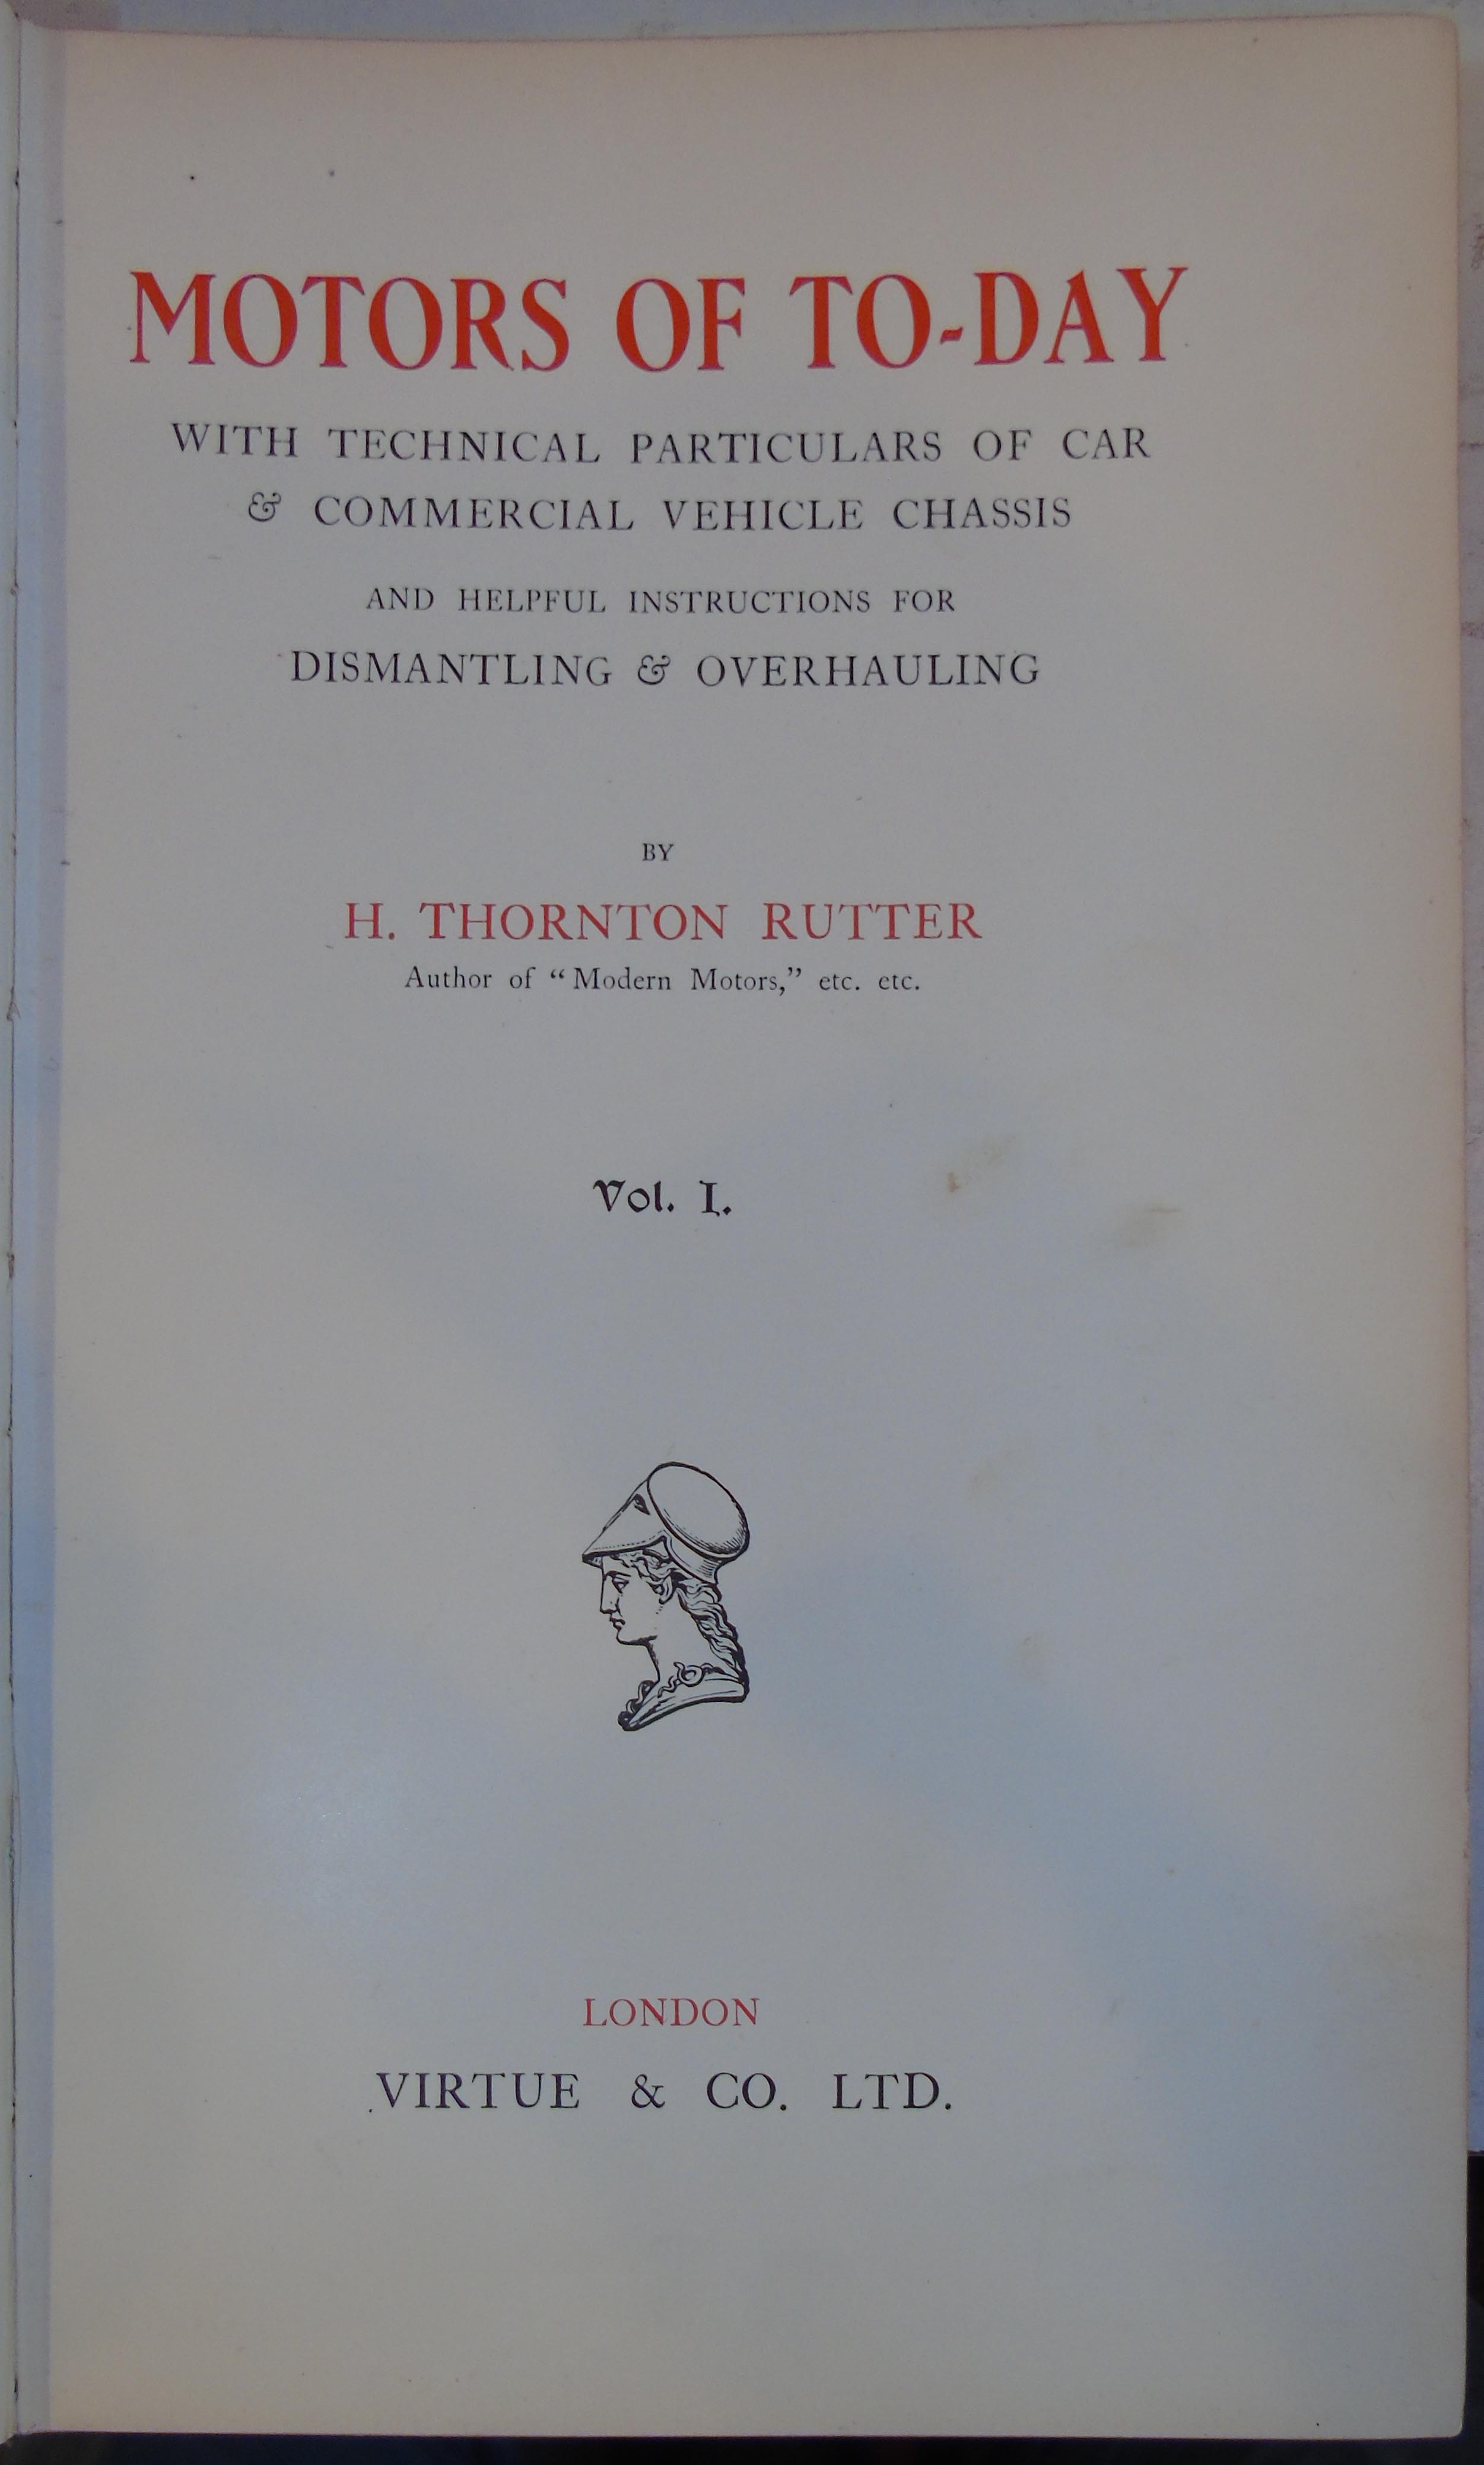 MOTORS OF TO-DAY
WITH TECHNICAL PARTICULARS OF CAR
& COMMERCIAL VEHICLE CHASSIS
AND HELPFUL INSTRUCTIONS FOR
DISMANTLING & OVERHAULING
BY
H. THORNTON RUTTER
Author of “Modern Motors,” etc. etc.
Vol. I.
LONDON
VIRTUE & CO. LTD.